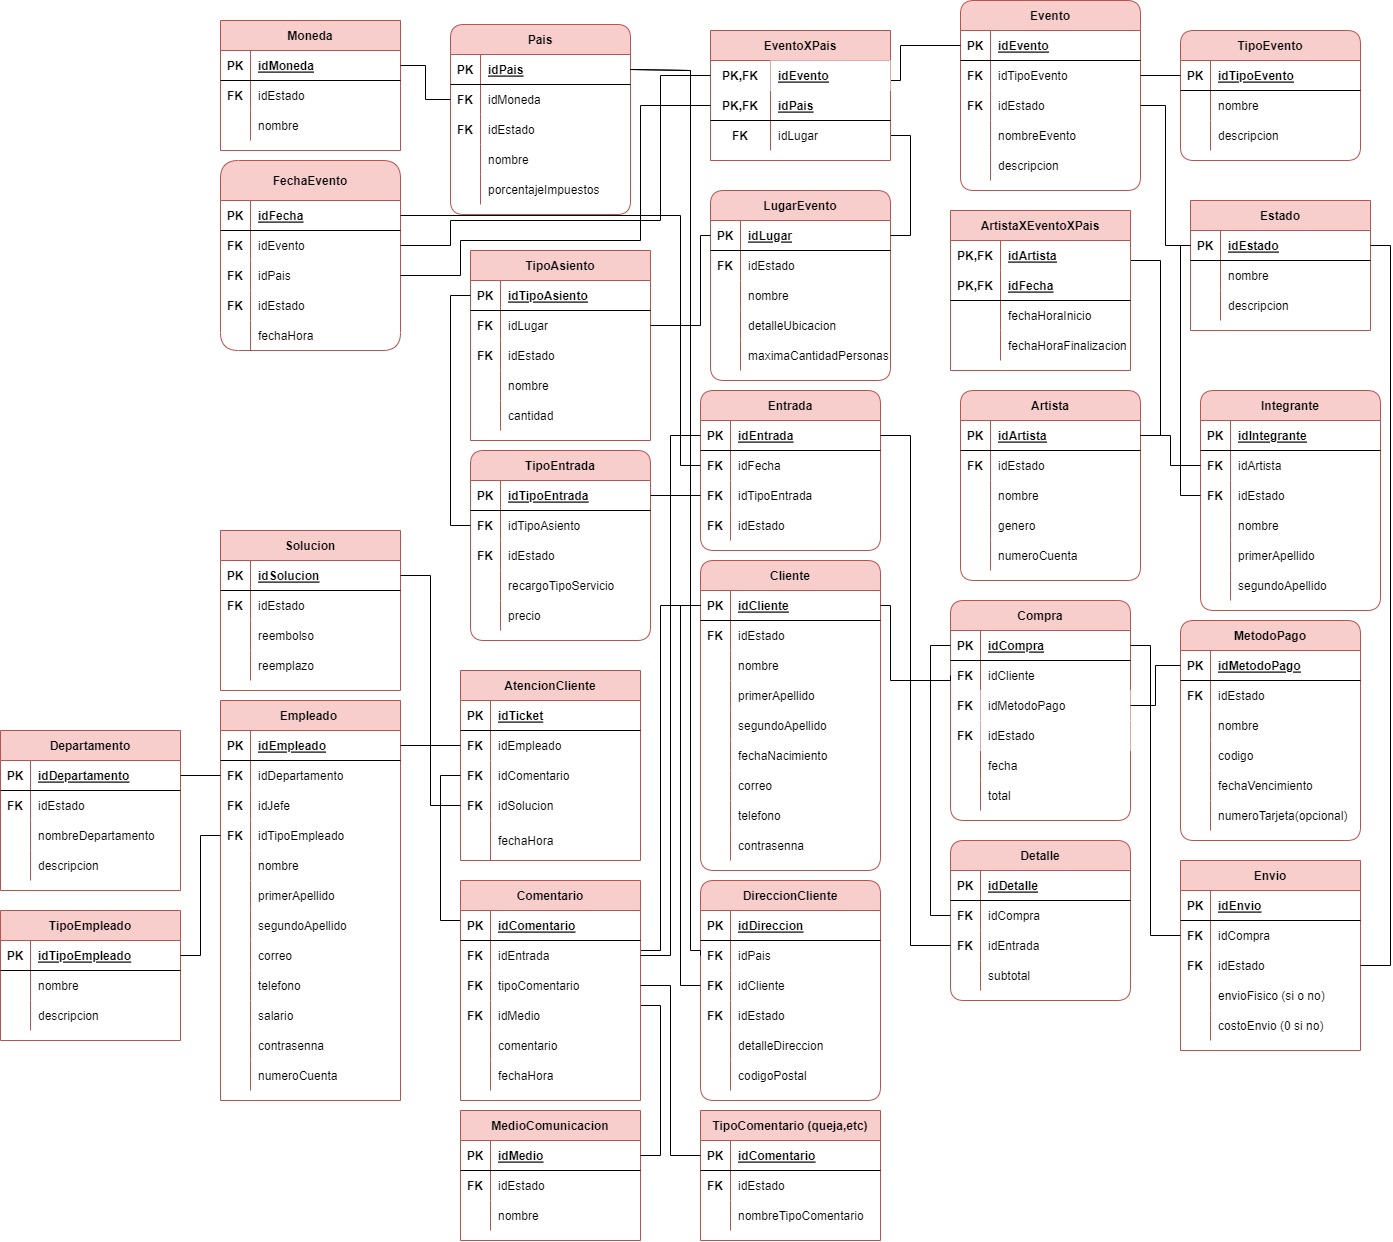 Moneda
PK idMoneda
FK idEstado
nombre
Pais
PK idPais
FK idMoneda
FK idEstado
nombre
porcentajeImpuestos
EventoXPais
PK,FK idEvento
PK,FK idPais
FK idLugar
Evento
PK idEvento
FK idTipoEvento
FK idEstado
nombreEvento
descripcion
TipoEvento
PK idTipoEvento
nombre
descripcion
FechaEvento
PK idFecha
FK idEvento
FK idPais
FK idEstado
fechaHora
TipoAsiento
PK idTipoAsiento
FK idLugar
FK idEstado
nombre
cantidad
LugarEvento
PK idLugar
FK idEstado
nombre
detalleUbicacion
maximaCantidadPersonas
ArtistaXEventoXPais
PK,FK idArtista
PK,FK idFecha
fechaHoraInicio
fechaHoraFinalizacion
Estado
PK idEstado
nombre
descripcion
TipoEntrada
PK idTipoEntrada
FK idTipoAsiento
FK idEstado
recargoTipoServicio
precio
Entrada
PK idEntrada
FK idFecha
FK idTipoEntrada
FK idEstado
Artista
PK idArtista
FK idEstado
nombre
genero
numeroCuenta
Integrante
PK idIntegrante
FK idArtista
FK idEstado
nombre
primerApellido
segundoApellido
Solucion
PK idSolucion
FK idEstado
reembolso
reemplazo
Cliente
PK idCliente
FK idEstado
nombre
primerApellido
segundoApellido
fechaNacimiento
correo
telefono
contrasenna
Compra
PK idCompra
FK idCliente
FK idMetodoPago
FK idEstado
fecha
total
MetodoPago
PK idMetodoPago
FK idEstado
nombre
codigo
fechaVencimiento
numeroTarjeta(opcional)
Departamento
PK idDepartamento
FK idEstado
nombreDepartamento
descripcion
Empleado
PK idEmpleado
FK idDepartamento
FK idJefe
FK idTipoEmpleado
nombre
primerApellido
segundoApellido
correo
telefono
salario
contrasenna
numeroCuenta
AtencionCliente
PK idTicket
FK idEmpleado
FK idComentario
FK idSolucion
fechaHora
TipoEmpleado
PK idTipoEmpleado
nombre
descripcion
Comentario
PK idComentario
FK idEntrada
FK tipoComentario
FK idMedio
comentario
fechaHora
DireccionCliente
PK idDireccion
FK idPais
FK idCliente
FK idEstado
detalleDireccion
codigoPostal
Detalle
PK idDetalle
FK idCompra
FK idEntrada
subtotal
Envio
PK idEnvio
FK idCompra
FK idEstado
envioFisico (si o no)
costoEnvio (0 si no)
MedioComunicacion
PK idMedio
FK idEstado
nombre
TipoComentario (queja,etc)
PK idComentario
FK idEstado
nombreTipoComentario